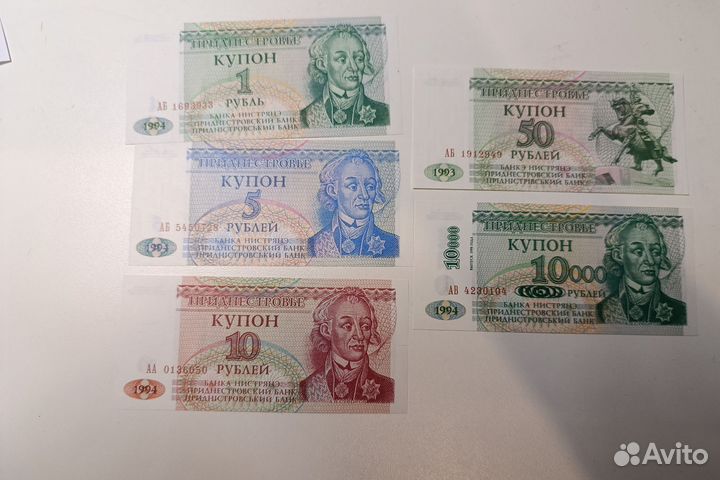 ПРИДНЕСТРОВЬЕ
КУПОН
1
АБ 1693933 РУБЛЬ
БАНКА НИСТРЯНЭ
1994 ПРИДНЕСТРОВСКИЙ БАНК
ПРИДНІСТРОВСЬКИЙ БАНК
ПРИДНЕСТРОВЬЕ
КУПОН
5
РУБЛЕЙ
БАНКА НИСТРЯНЭ
1994 ПРИДНЕСТРОВСКИЙ БАНК
ПРИДНІСТРОВСЬКИЙ БАНК
ПРИДНЕСТРОВЬЕ
КУПОН
10
АА 0136050 РУБЛЕЙ
БАНКА НИСТРЯНЭ
1994 ПРИДНЕСТРОВСКИЙ БАНК
ПРИДНІСТРОВСЬКИЙ БАНК
ПРИДНЕСТРОВЬЕ
КУПОН
50
АБ 1912949 РУБЛЕЙ
БАНКА НИСТРЯНЭ
1993 ПРИДНЕСТРОВСКИЙ БАНК
ПРИДНІСТРОВСЬКИЙ БАНК
ПРИДНЕСТРОВЬЕ
10000
КУПОН
10000
АВ 4230104 РУБЛЕЙ
БАНКА НИСТРЯНЭ
1994 ПРИДНЕСТРОВСКИЙ БАНК
ПРИДНІСТРОВСЬКИЙ БАНК
Avito